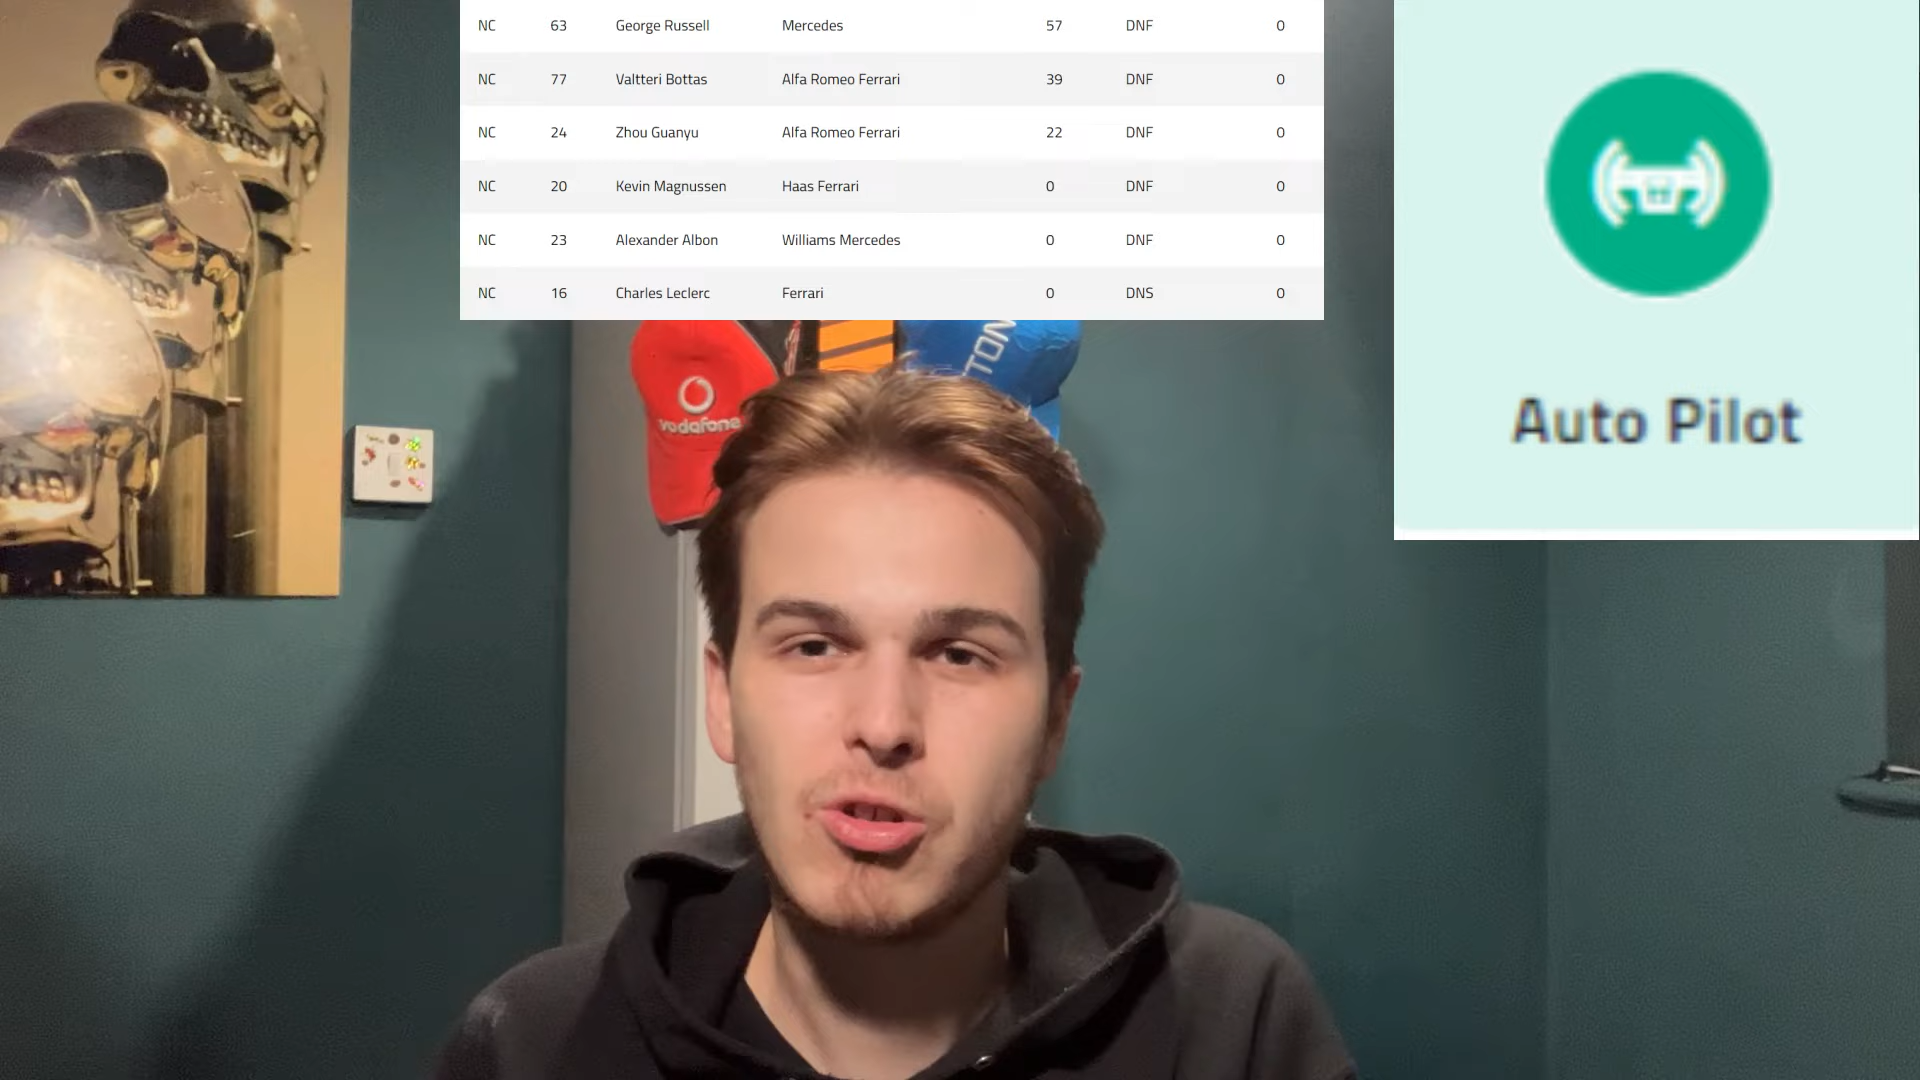 NC 63 George Russell Mercedes 57 DNF 0
NC 77 Valtteri Bottas Alfa Romeo Ferrari 39 DNF 0
NC 24 Zhou Guanyu Alfa Romeo Ferrari 22 DNF 0
NC 20 Kevin Magnussen Haas Ferrari 0 DNF 0
NC 23 Alexander Albon Williams Mercedes 0 DNF 0
NC 16 Charles Leclerc Ferrari 0 DNS 0
vodafone
TON
Auto Pilot